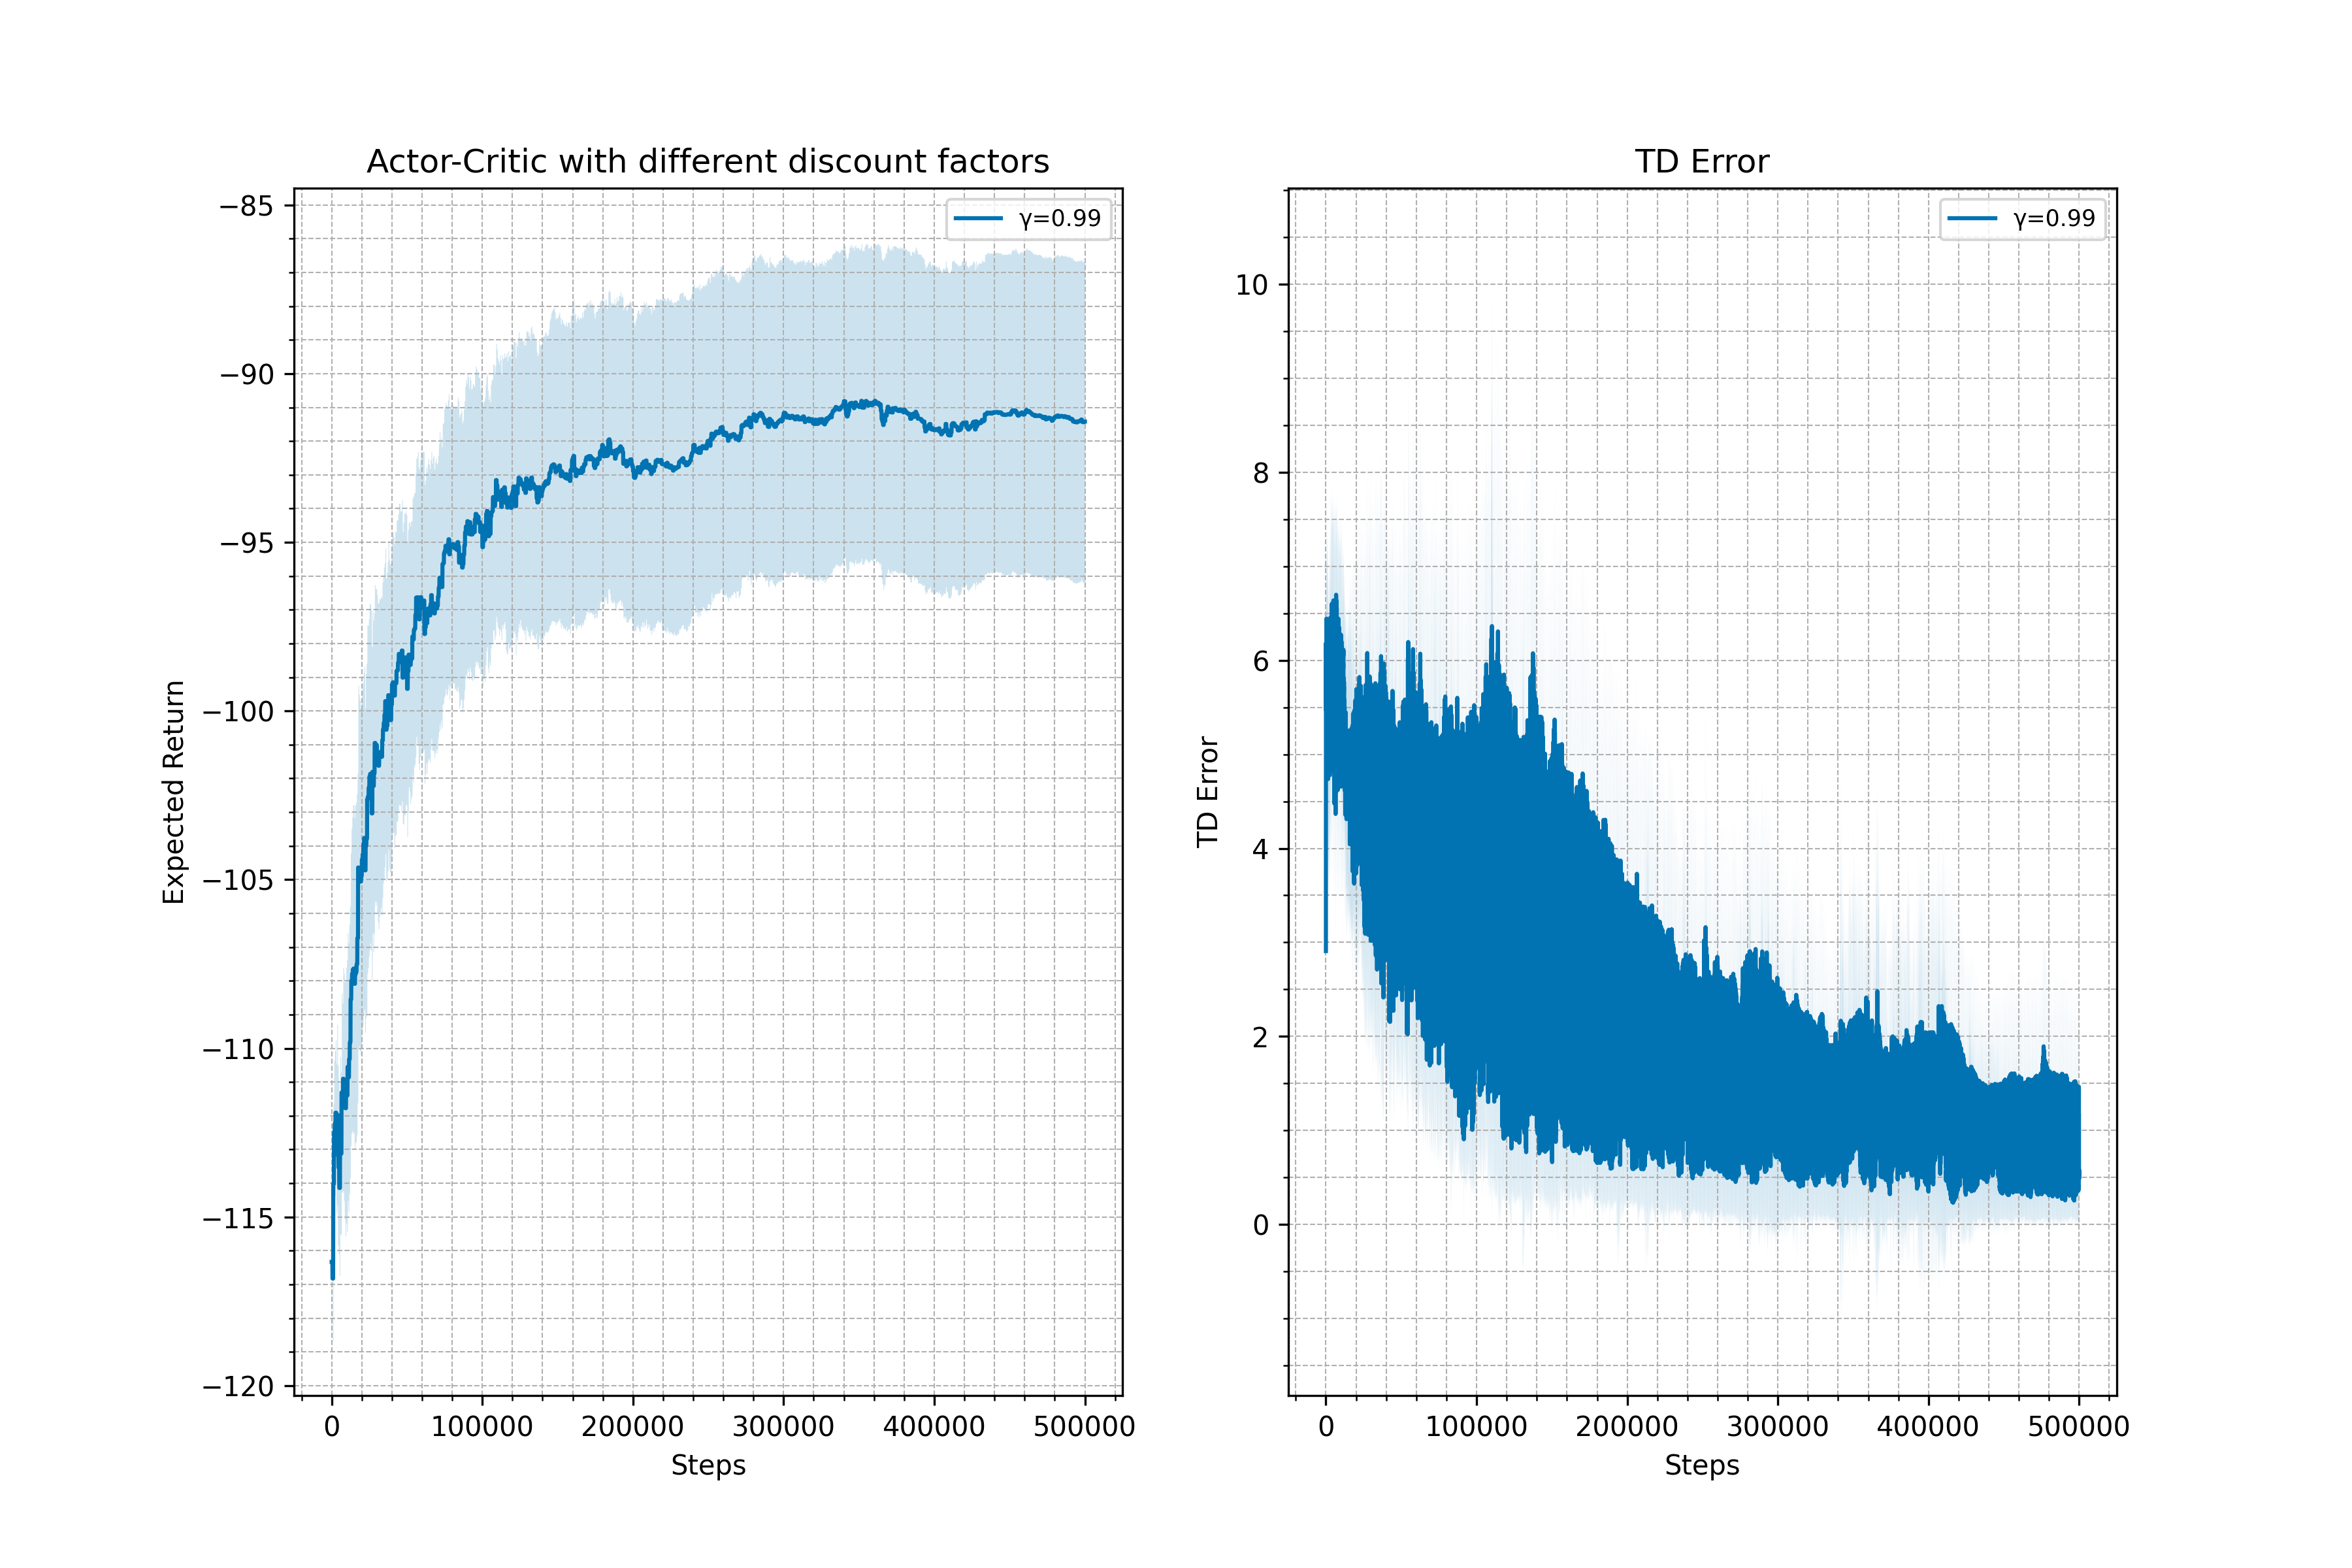 Actor-Critic with different discount factors
γ=0.99
Expected Return
−85
−90
−95
−100
−105
−110
−115
−120
0 100000 200000 300000 400000 500000
Steps
TD Error
γ=0.99
TD Error
10
8
6
4
2
0
0 100000 200000 300000 400000 500000
Steps